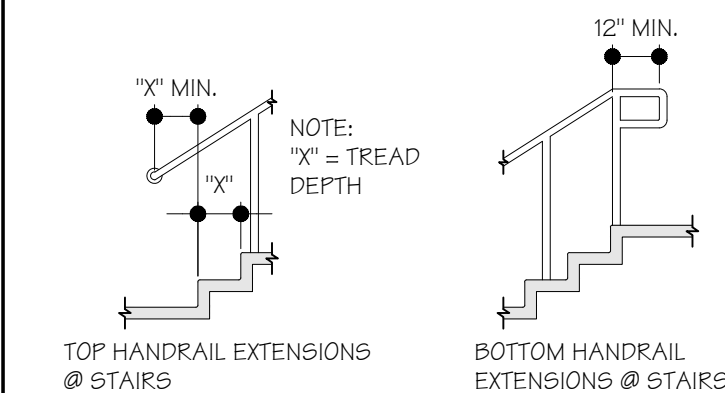 12" MIN.
"X" MIN.
NOTE:
"X" = TREAD
DEPTH
"X"
TOP HANDRAIL EXTENSIONS
@ STAIRS
BOTTOM HANDRAIL
EXTENSIONS @ STAIRS